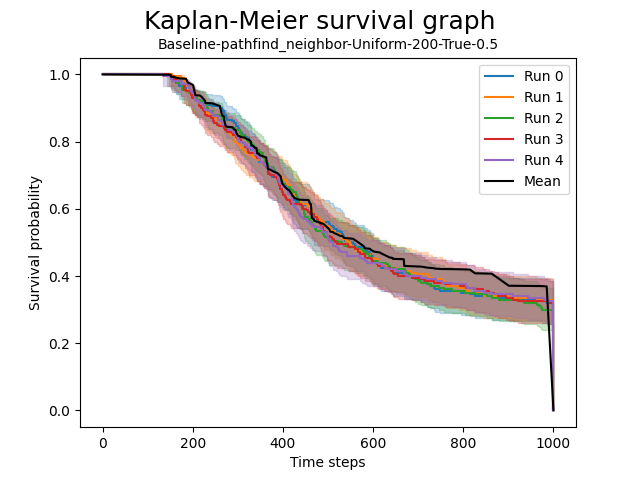 Kaplan-Meier survival graph
Baseline-pathfind_neighbor-Uniform-200-True-0.5
Survival probability
1.0
0.8
0.6
0.4
0.2
0.0
Run 0
Run 1
Run 2
Run 3
Run 4
Mean
0 200 400 600 800 1000
Time steps